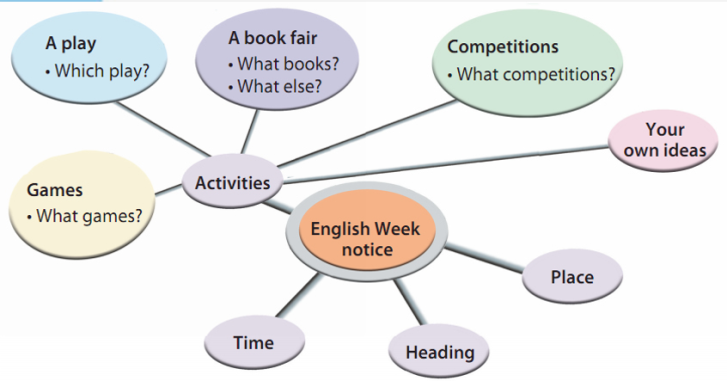 A play
• Which play?
A book fair
• What books?
• What else?
Competitions
• What competitions?
Your
own ideas
Games
• What games?
Activities
English Week
notice
Place
Time
Heading